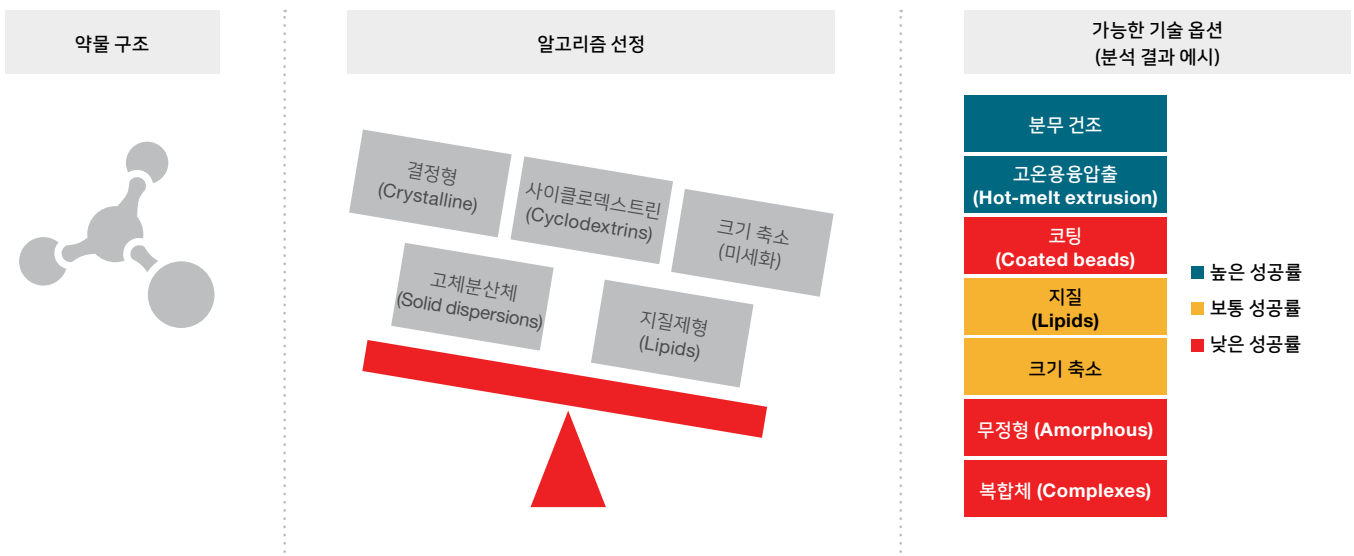 약물 구조
알고리즘 선정
가능한 기술 옵션
(분석 결과 에시)
결정형
(Crystalline)
사이클로덱스트린
(Cyclodextrins)
크기 축소
(미세화)
고체분산체
(Solid dispersions)
지질제형
(Lipids)
분무 건조
고온용융압출
(Hot-melt extrusion)
코팅
(Coated beads)
지질
(Lipids)
크기 축소
무정형 (Amorphous)
복합체 (Complexes)
높은 성공률
보통 성공률
낮은 성공률